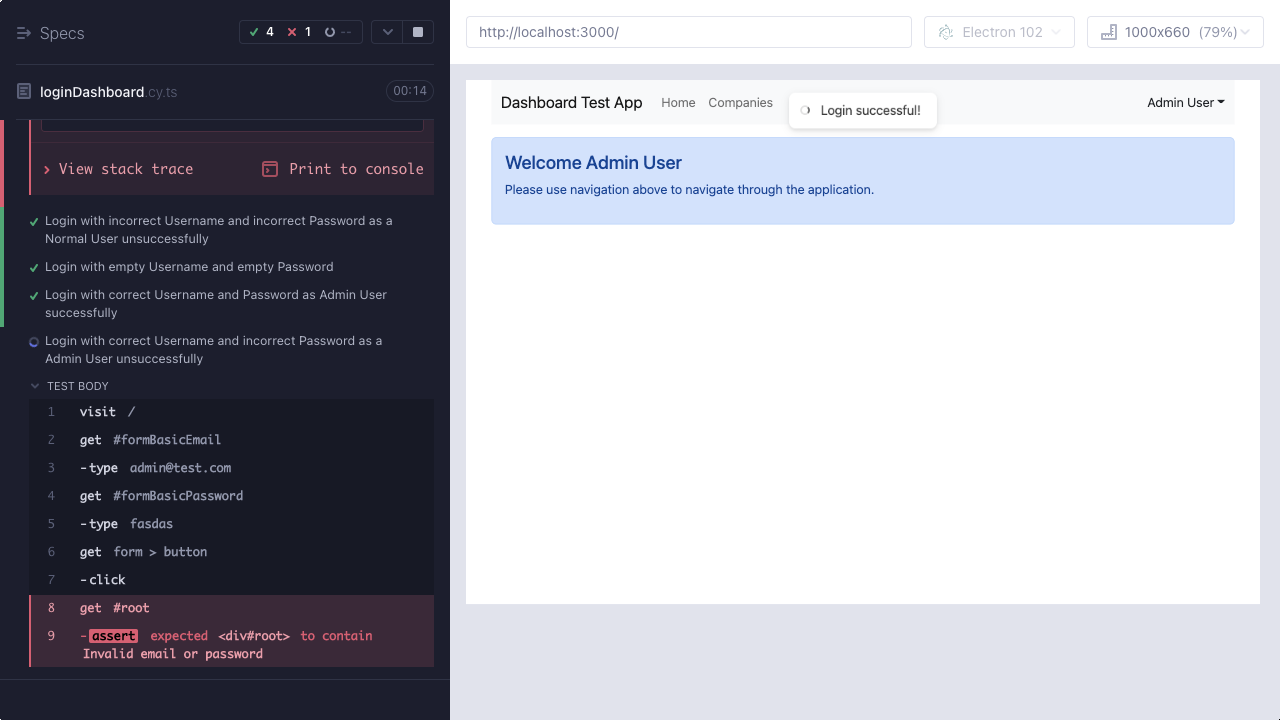 Specs
4
1
--
loginDashboard.cy.ts
00:14
View stack trace
Print to console
Login with incorrect Username and incorrect Password as a
Normal User unsuccessfully
Login with empty Username and empty Password
Login with correct Username and Password as Admin User
successfully
Login with correct Username and incorrect Password as a
Admin User unsuccessfully
TEST BODY
1 visit /
2 get #formBasicEmail
3 -type admin@test.com
4 get #formBasicPassword
5 -type fasdas
6 get form > button
7 -click
8 get #root
9 -assert expected <div#root> to contain
Invalid email or password
http://localhost:3000/
Electron 102
1000x660 (79%)
Dashboard Test App
Home
Companies
Login successful!
Admin User
Welcome Admin User
Please use navigation above to navigate through the application.